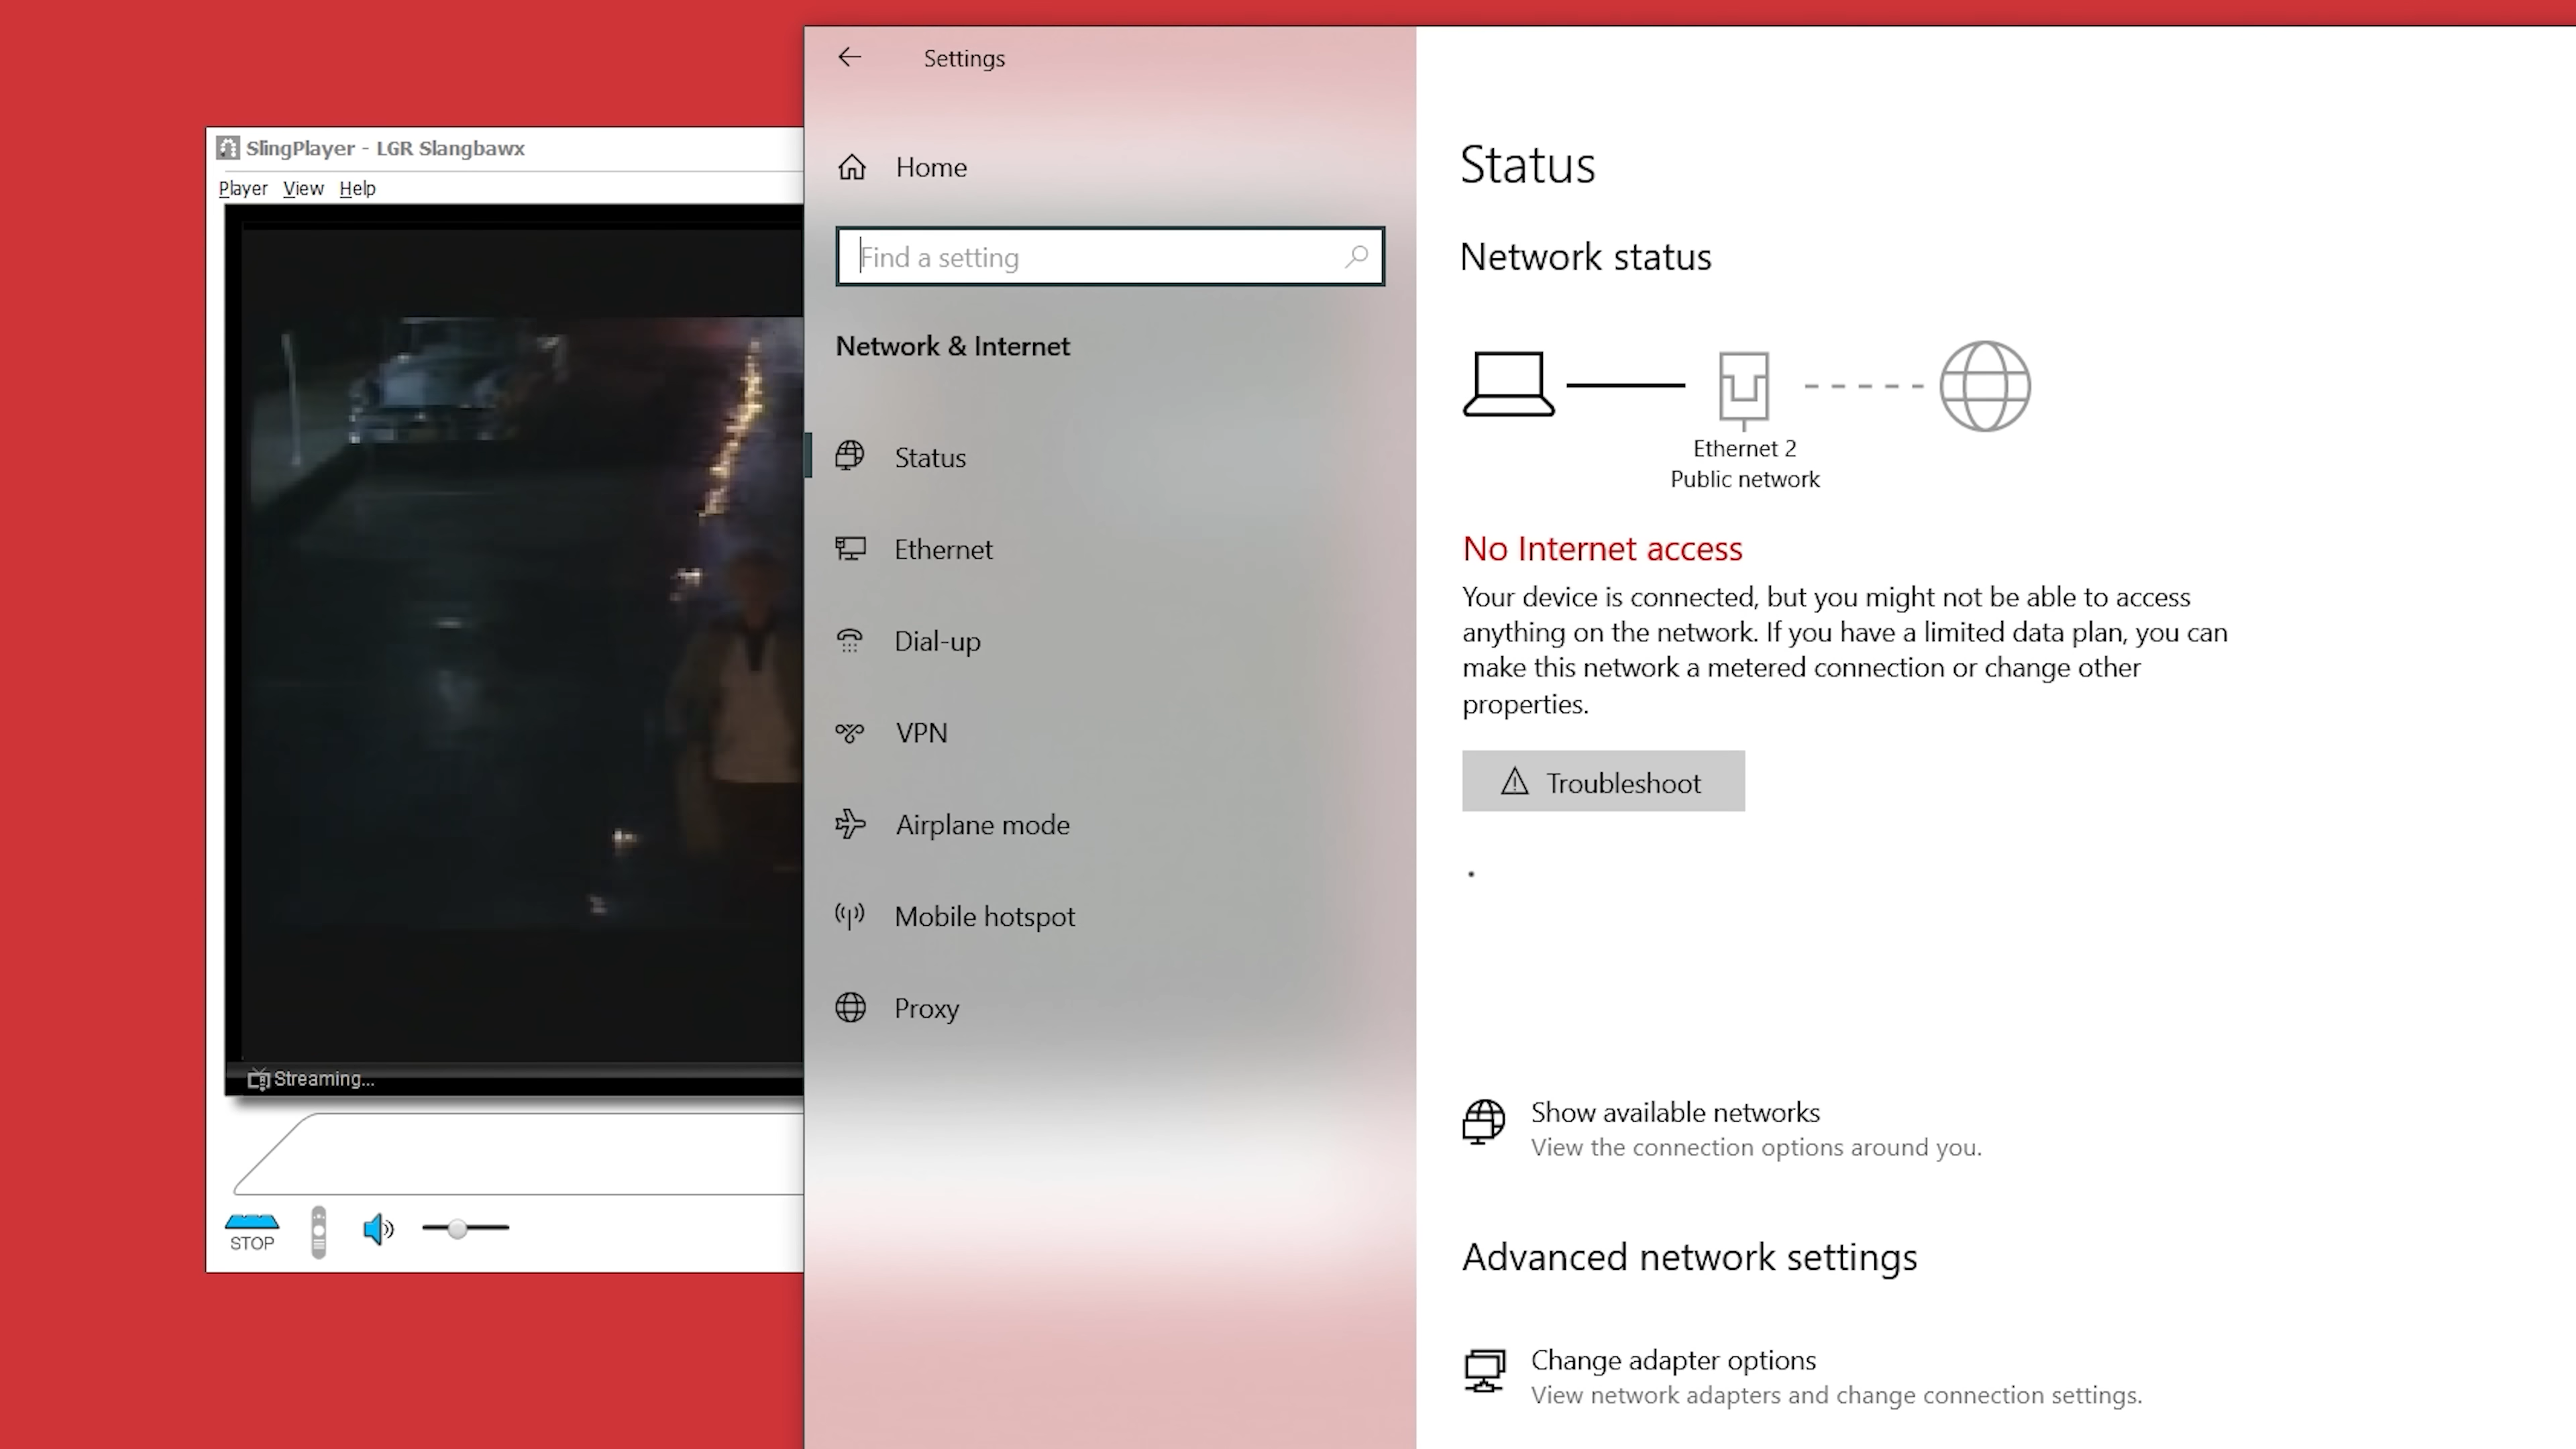 SlingPlayer - LGR Slangbawx
Player View Help
Streaming...
STOP
Settings
Home
Find a setting
Network & Internet
Status
Ethernet
Dial-up
VPN
Airplane mode
Mobile hotspot
Proxy
Status
Network status
Ethernet 2
Public network
No Internet access
Your device is connected, but you might not be able to access
anything on the network. If you have a limited data plan, you can
make this network a metered connection or change other
properties.
Troubleshoot
Show available networks
View the connection options around you.
Advanced network settings
Change adapter options
View network adapters and change connection settings.